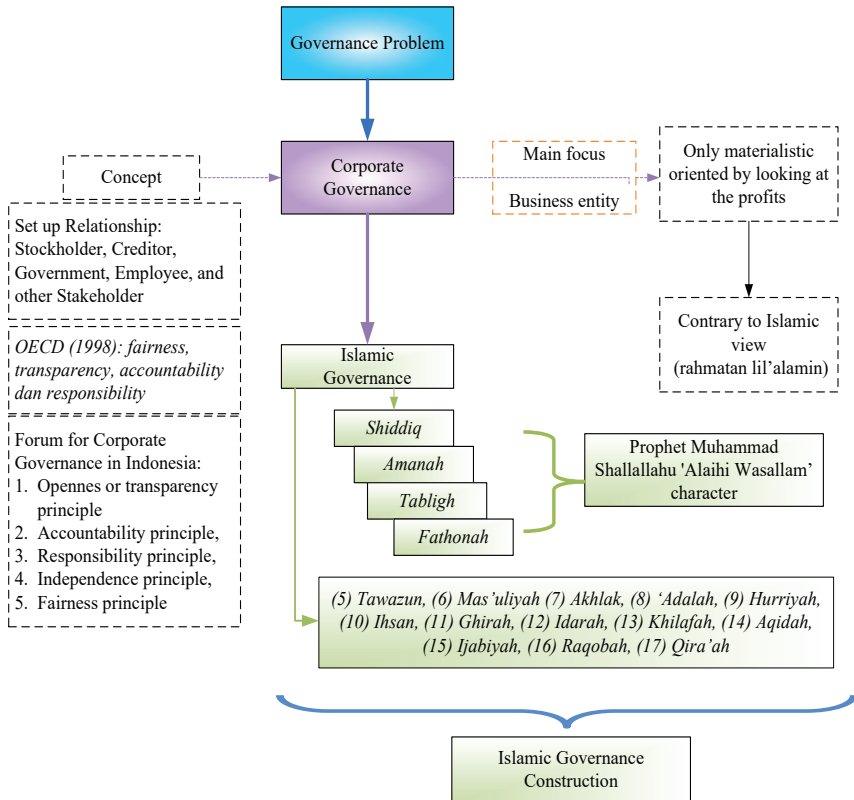 Governance Problem
Concept
Corporate
Governance
Main focus
Business entity
Only materialistic
oriented by looking at
the profits
Set up Relationship:
Stockholder, Creditor,
Government, Employee, and
other Stakeholder
Contrary to Islamic
view
(rahmatan lil’alamin)
OECD (1998): fairness,
transparency, accountability
dan responsibility
Islamic
Governance
Forum for Corporate
Governance in Indonesia:
1. Opennes or transparency
principle
2. Accountability principle,
3. Responsibility principle,
4. Independence principle,
5. Fairness principle
Shiddiq
Amanah
Tabligh
Fathonah
Prophet Muhammad
Shallallahu 'Alaihi Wasallam’
character
(5) Tawazun, (6) Mas’uliyah (7) Akhlak, (8) ‘Adalah, (9) Hurriyah,
(10) Ihsan, (11) Ghirah, (12) Idarah, (13) Khilafah, (14) Aqidah,
(15) Ijabiyah, (16) Raqobah, (17) Qira’ah
Islamic Governance
Construction